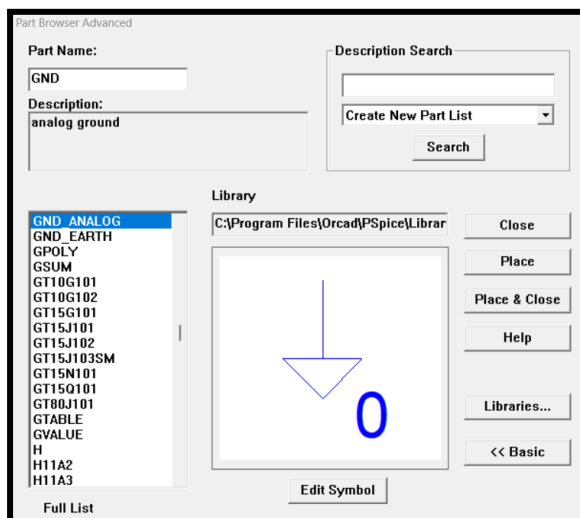 Part Browser Advanced
Part Name:
GND
Description:
analog ground
Description Search
Create New Part List
Search
Library
C:\Program Files\Orcad\PSpice\Librar
GND_ANALOG
GND_EARTH
GPOLY
GSUM
GT10G101
GT10G102
GT15G101
GT15J101
GT15J102
GT15J103SM
GT15N101
GT15Q101
GT80J101
GTABLE
GVALUE
H
H11A2
H11A3
Full List
0
Edit Symbol
Close
Place
Place & Close
Help
Libraries...
<< Basic